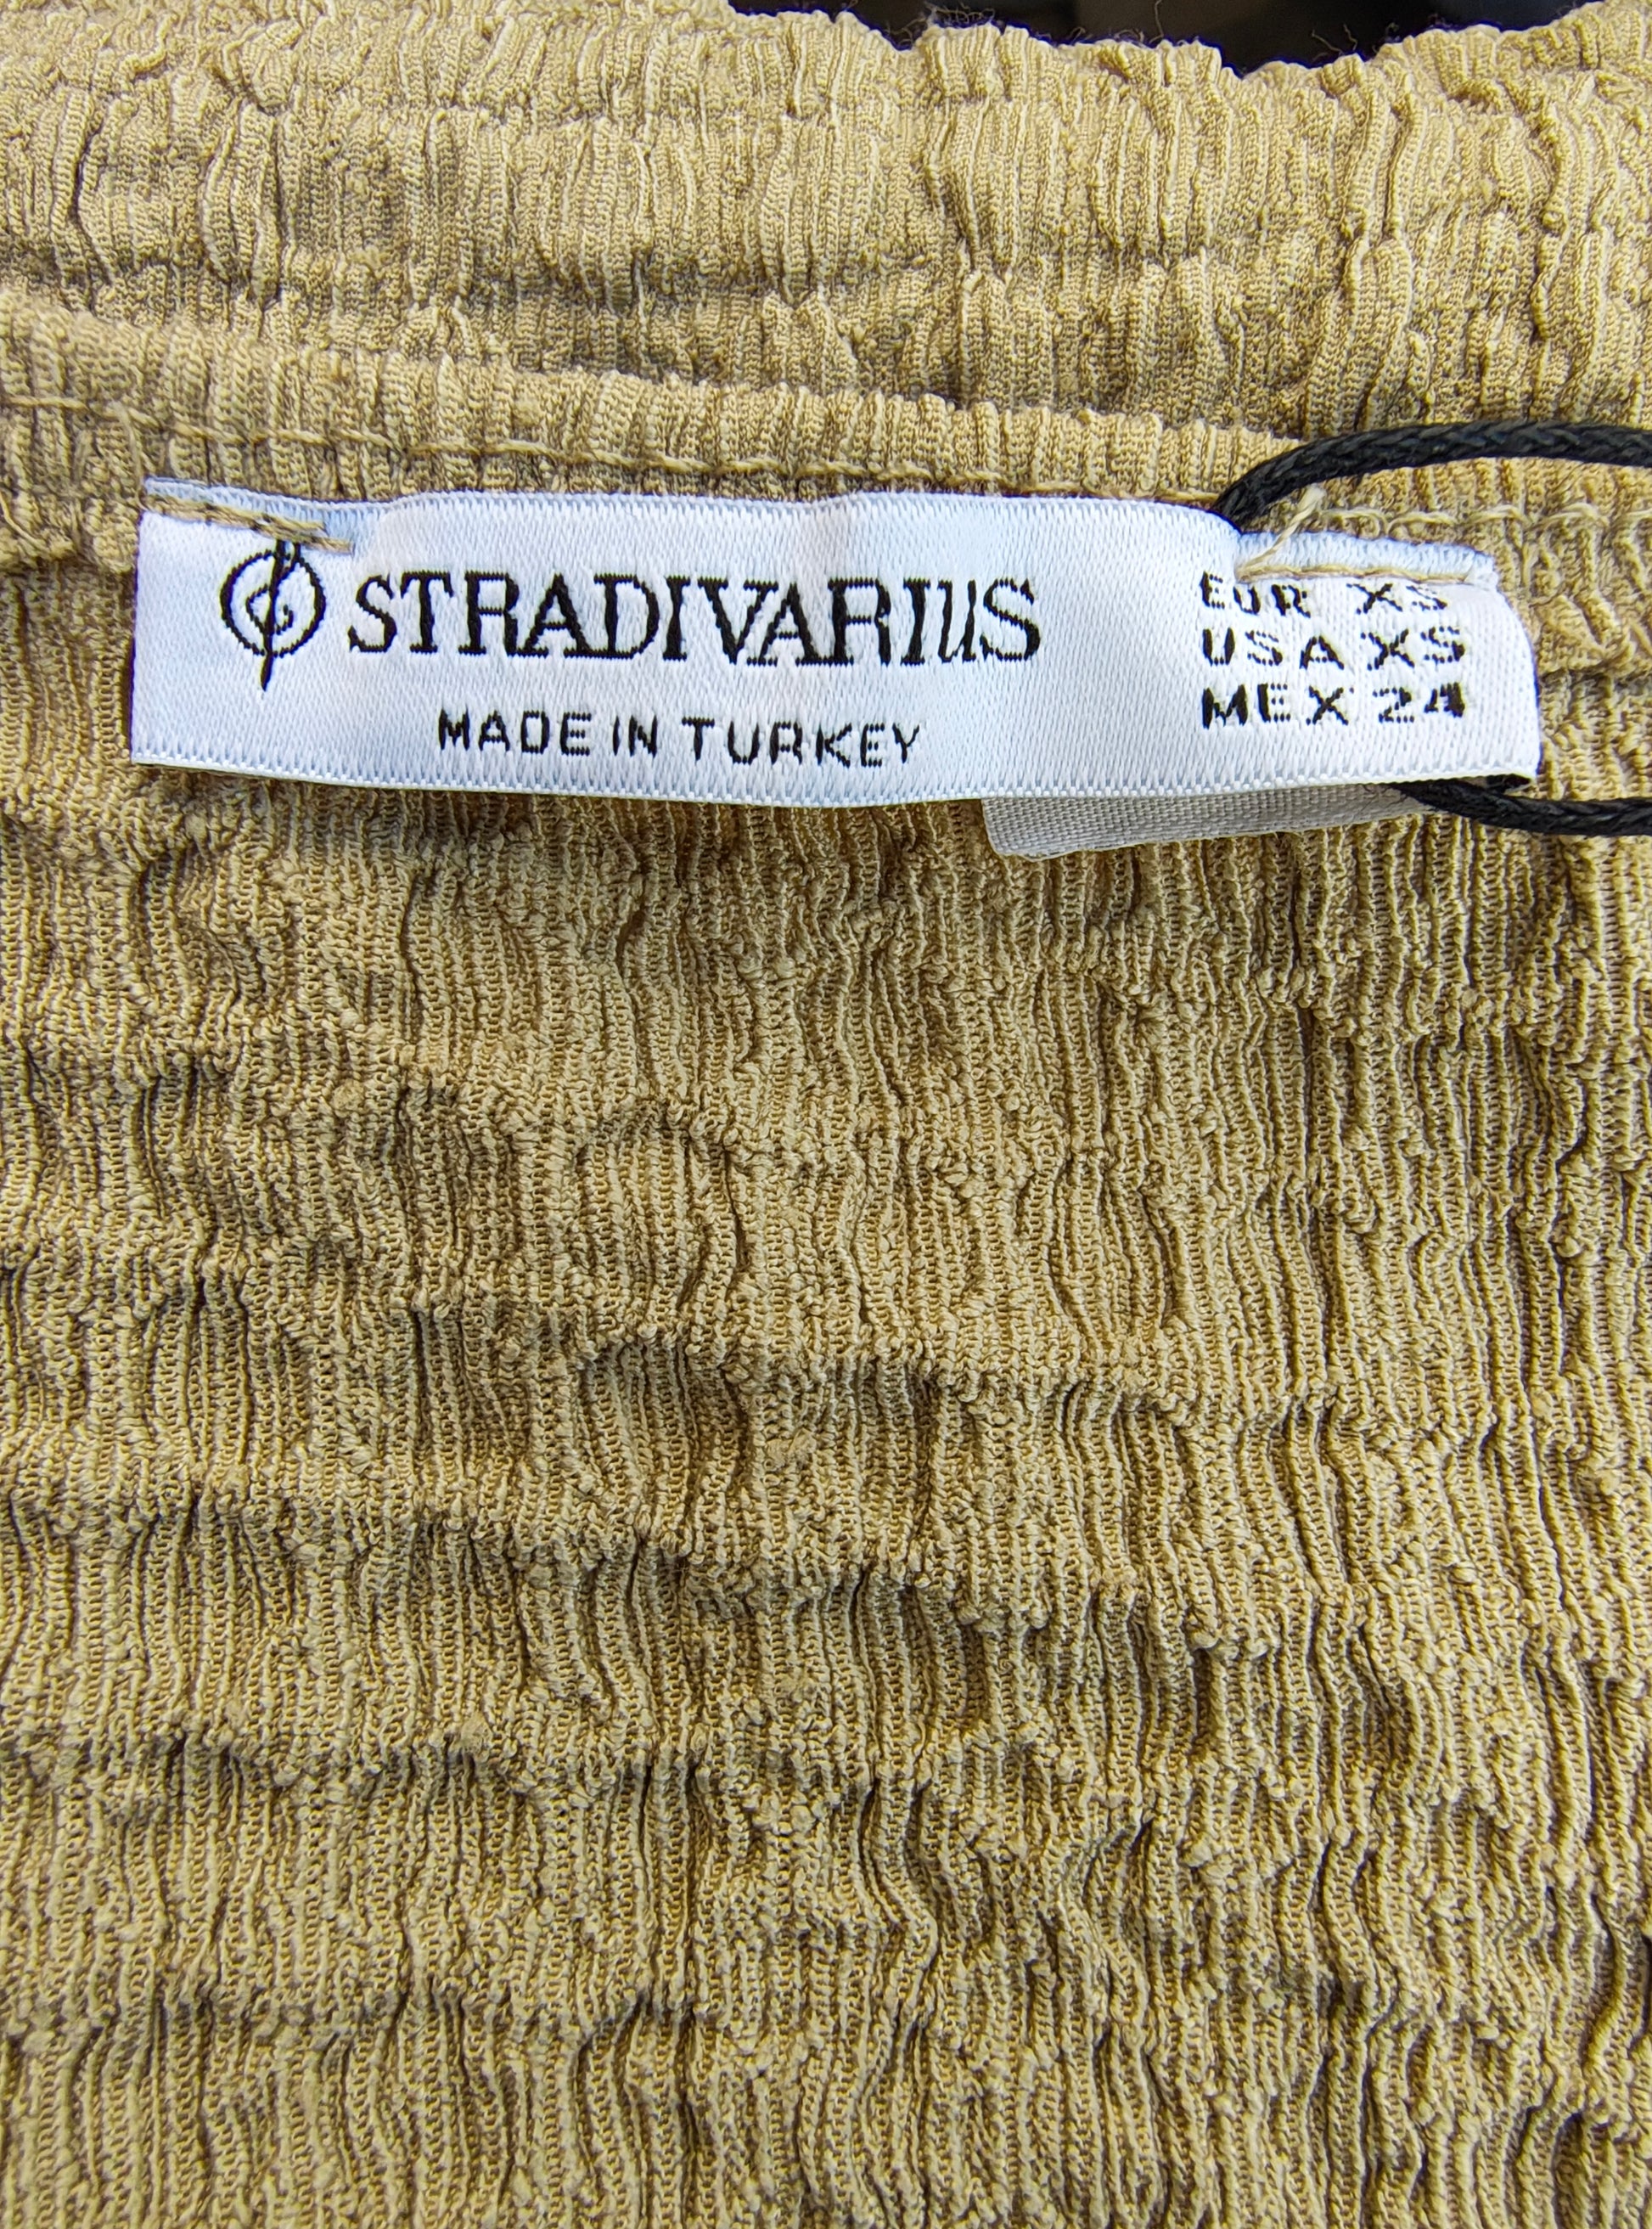 STRADIVARIUS
MADE IN TURKEY
EUR XS
USA XS
MEX 24